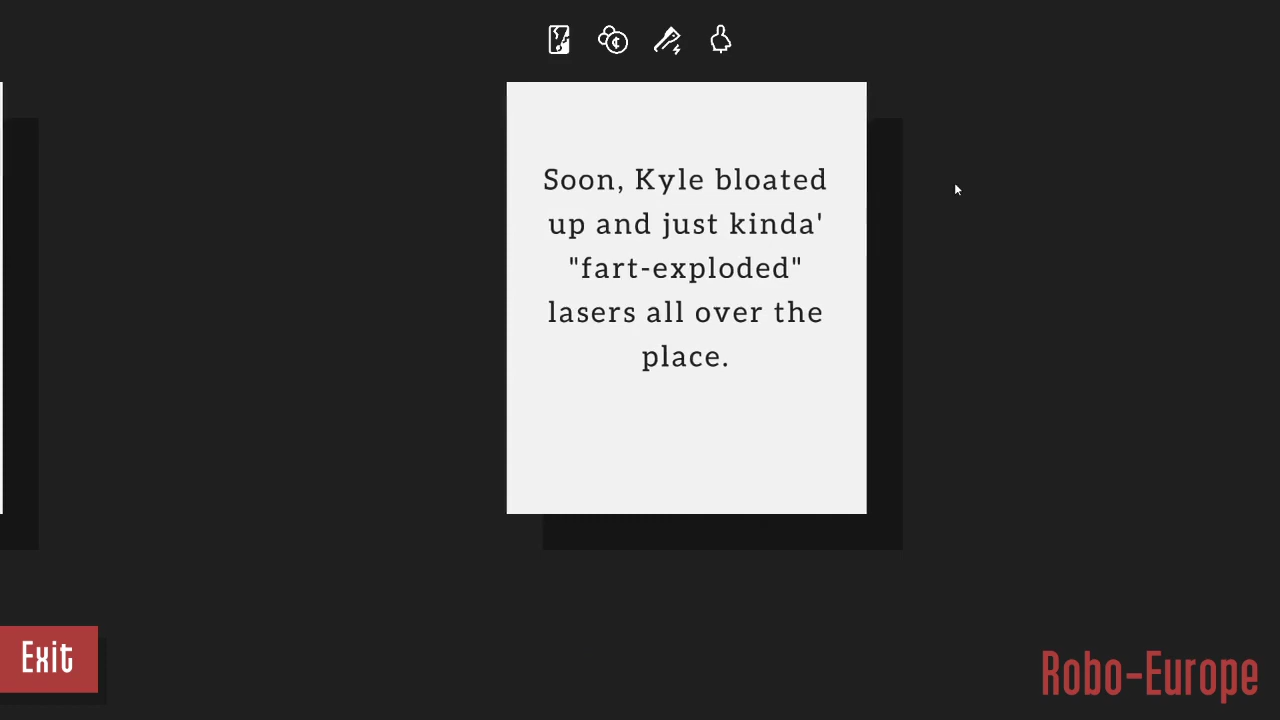 Soon, Kyle bloated
up and just kinda'
"fart-exploded"
lasers all over the
place.
Exit
Robo-Europe